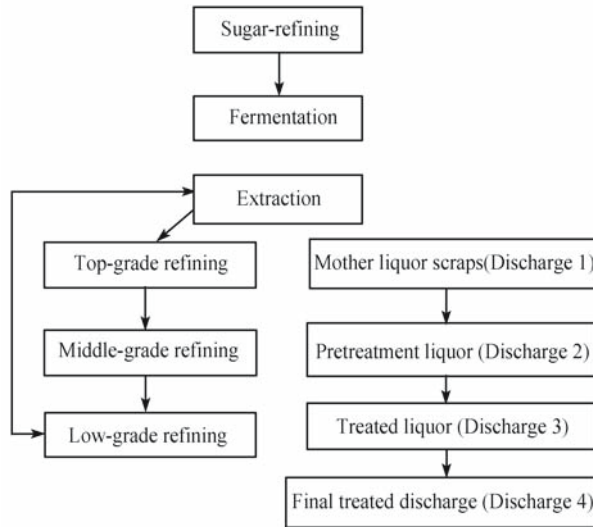 Sugar-refining
Fermentation
Extraction
Top-grade refining
Middle-grade refining
Low-grade refining
Mother liquor scraps(Discharge 1)
Pretreatment liquor (Discharge 2)
Treated liquor (Discharge 3)
Final treated discharge (Discharge 4)